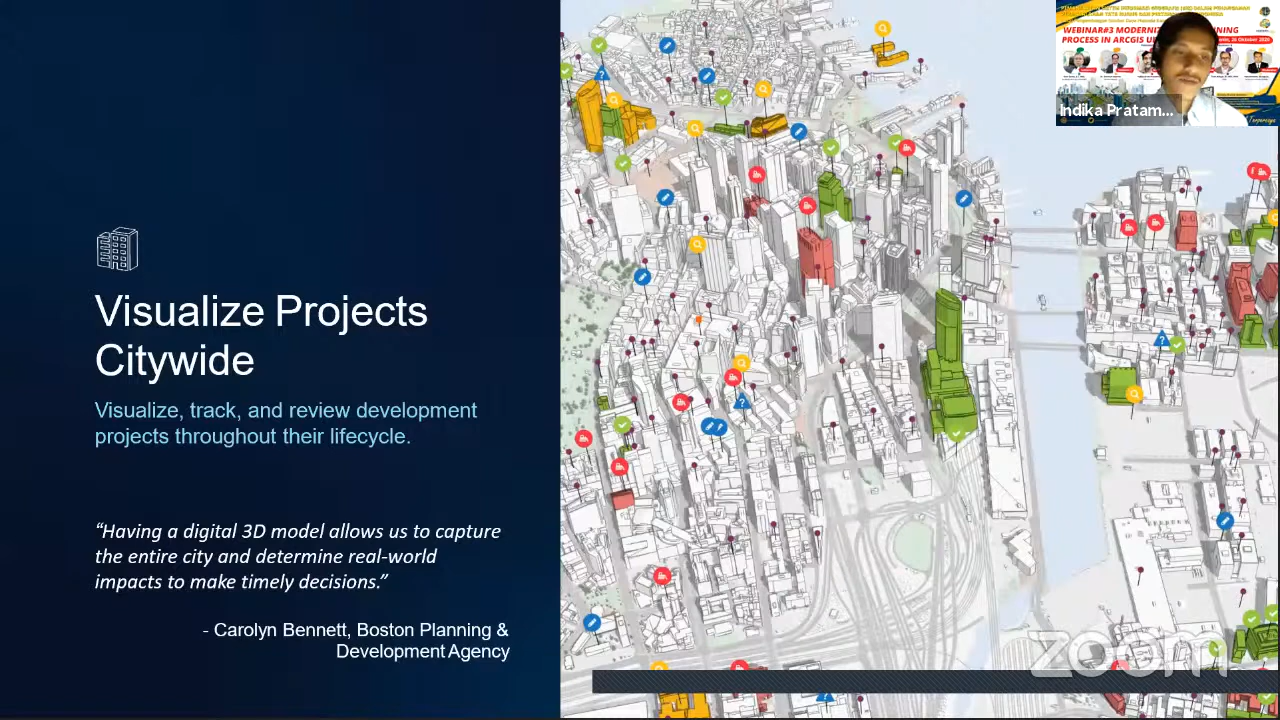 Visualize Projects
Citywide
Visualize, track, and review development
projects throughout their lifecycle.
“Having a digital 3D model allows us to capture
the entire city and determine real-world
impacts to make timely decisions.”
- Carolyn Bennett, Boston Planning &
Development Agency
WEBINAR#3 MODERNIZ
PROCESS IN ARCGIS U
Indika Pratam...
zoom